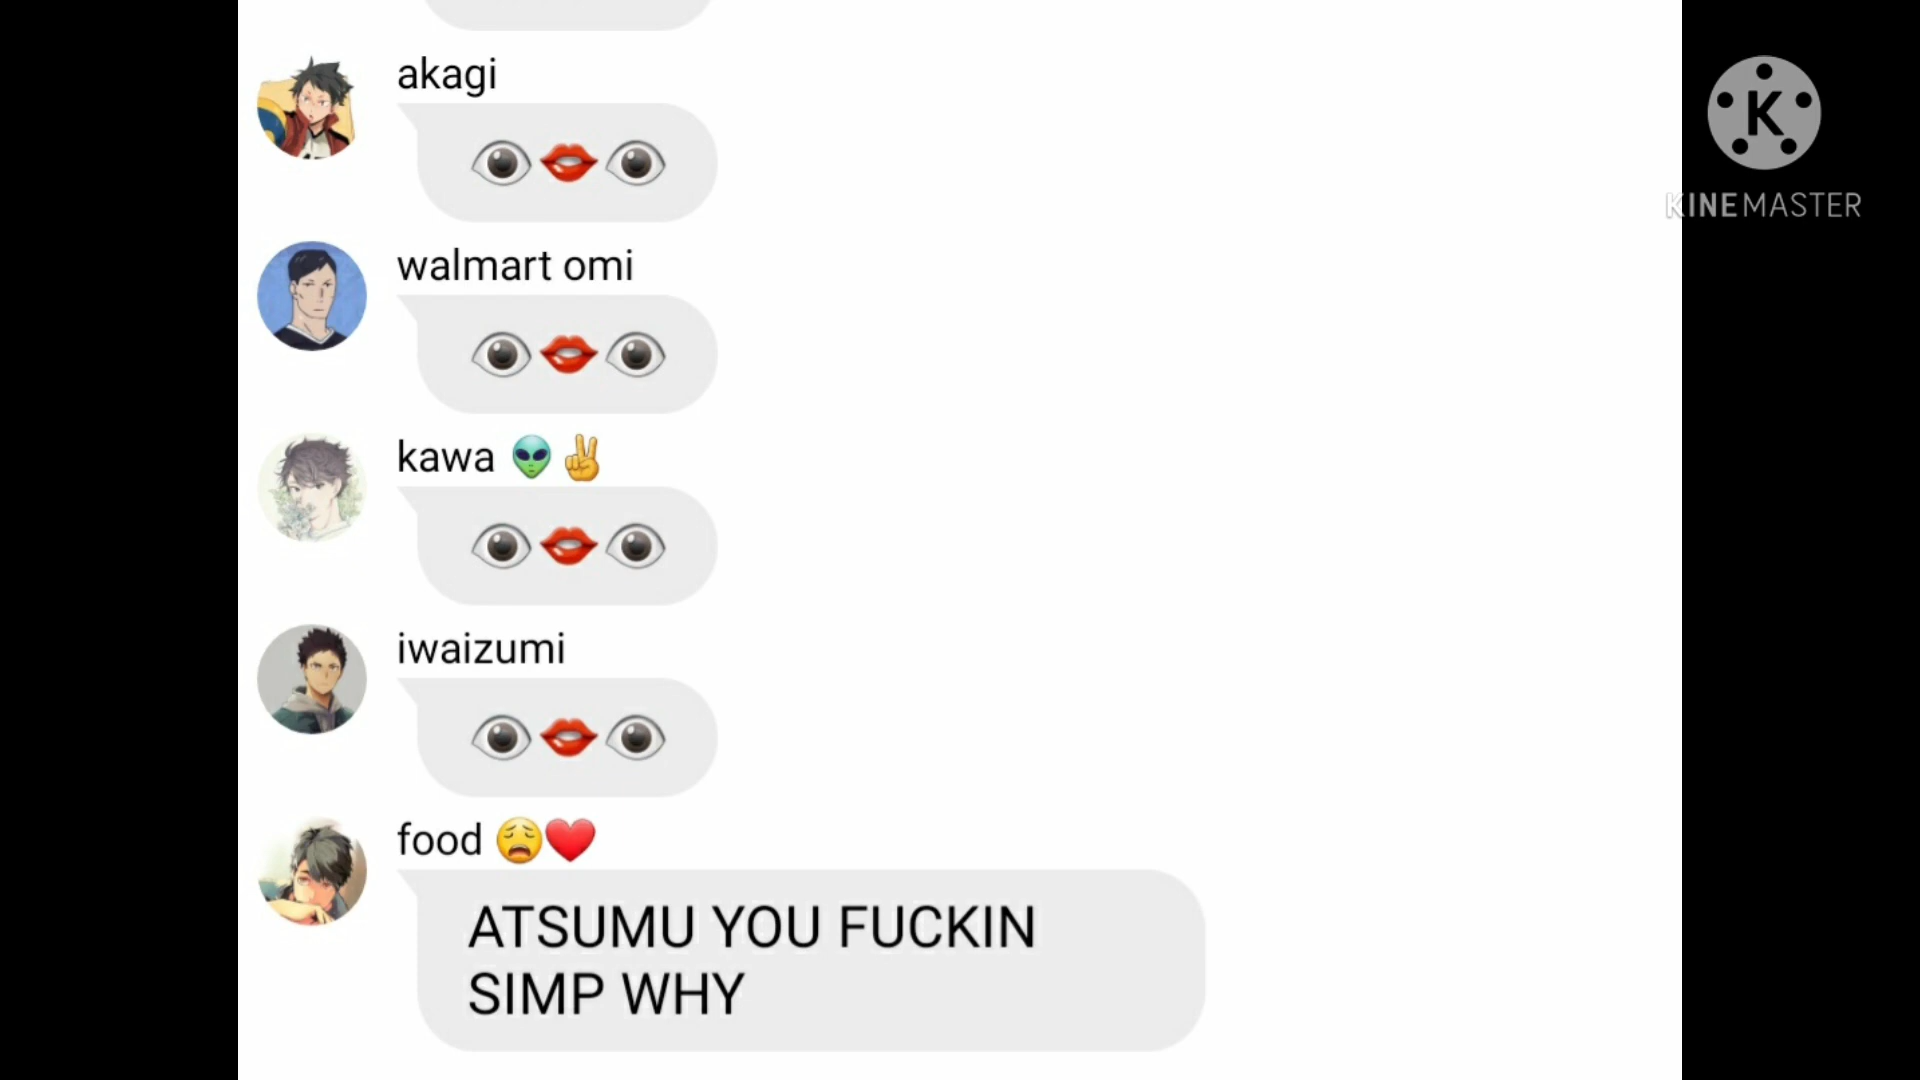 akagi
👁👄👁
walmart omi
👁👄👁
kawa 👽✌
👁👄👁
iwaizumi
👁👄👁
food 😩❤
ATSUMU YOU FUCKIN
SIMP WHY
K
KINEMASTER